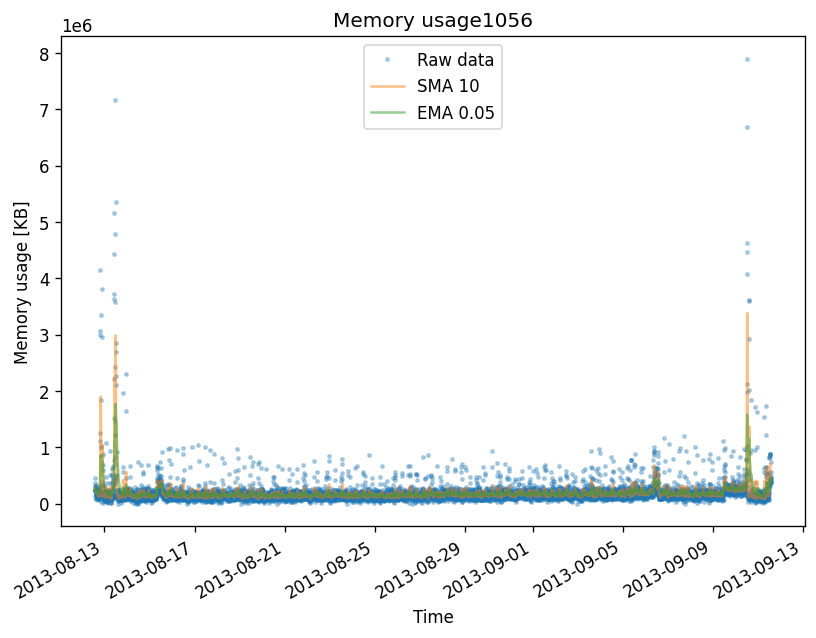 Memory usage1056
1e6
Raw data
SMA 10
EMA 0.05
8
7
6
5
4
3
2
1
0
Memory usage [KB]
2013-08-13
2013-08-17
2013-08-21
2013-08-25
2013-08-29
2013-09-01
2013-09-05
2013-09-09
2013-09-13
Time